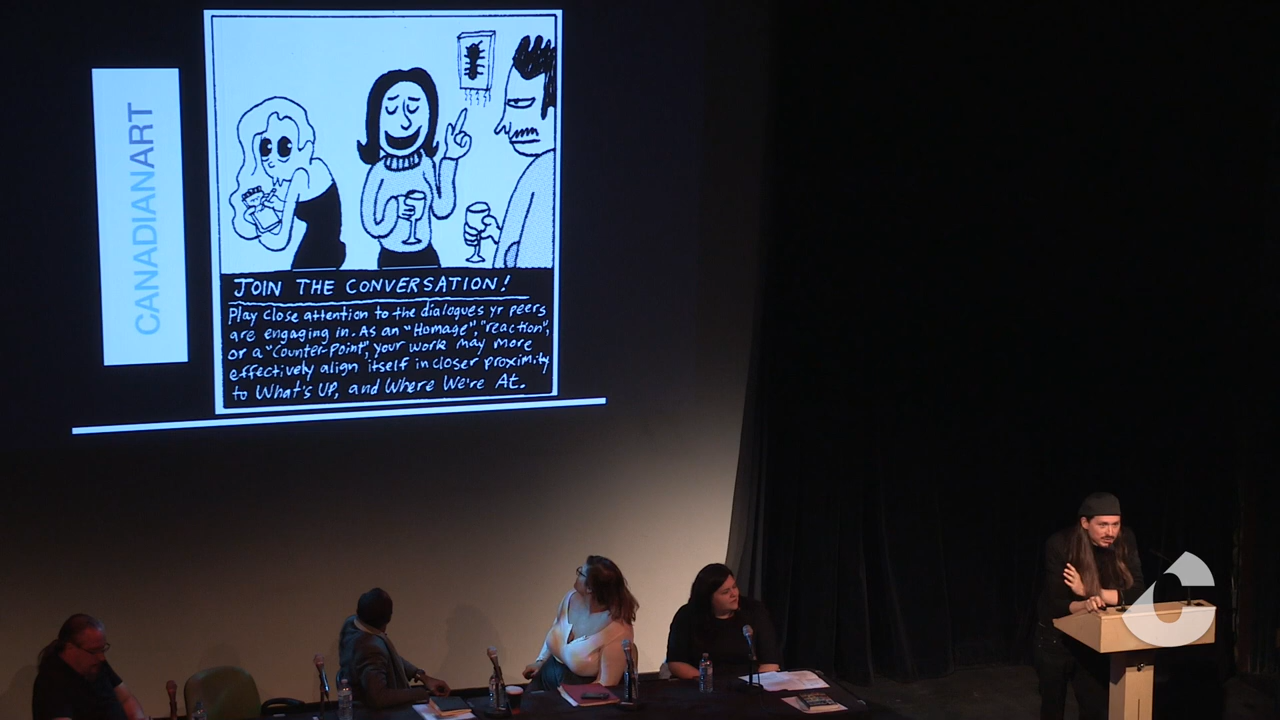 CANADIANART
JOIN THE CONVERSATION!
Play close attention to the dialogues yr peers
are engaging in. As an "Homage", "reaction",
or a "Counter-Point", your work may more
effectively align itself in closer proximity
to What's UP, and Where We're At.